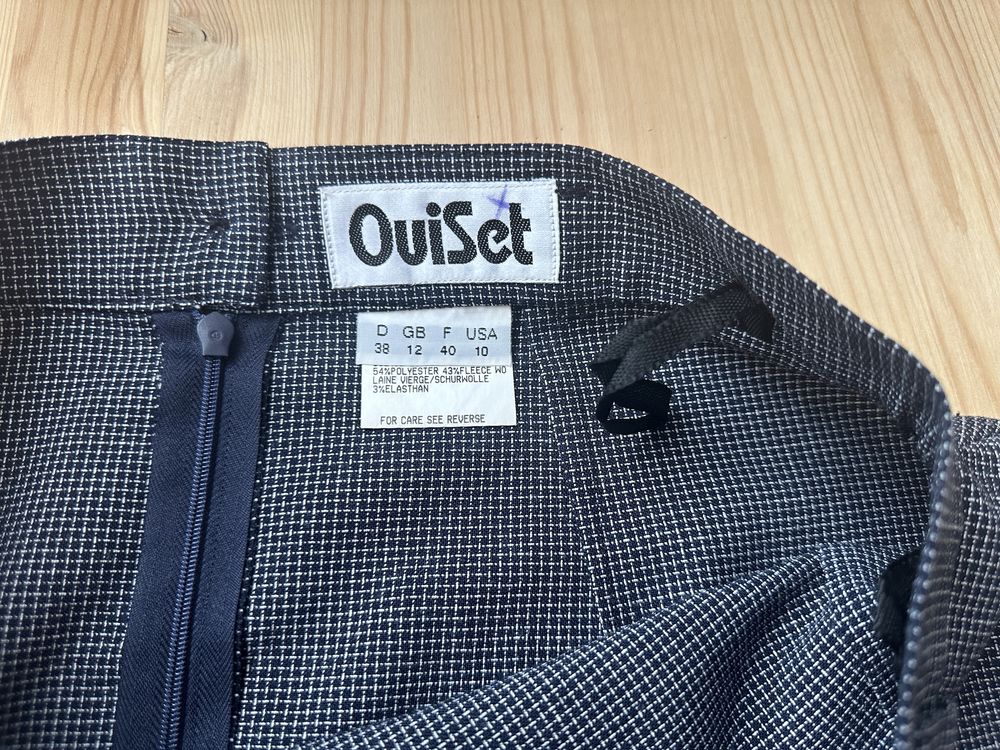 OuiSet
D GB F USA
38 12 40 10
54%POLYESTER 43%FLEECE WO
LAINE VIERGE/SCHURWOLLE
3%ELASTHAN
FOR CARE SEE REVERSE